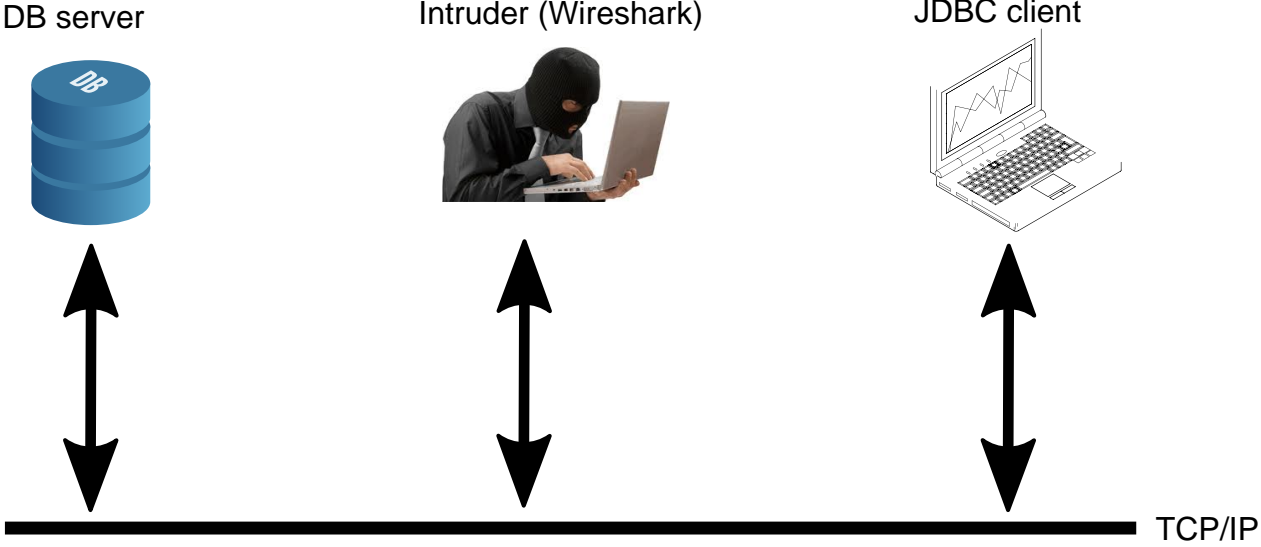 DB server
Intruder (Wireshark)
JDBC client
DB
TCP/IP